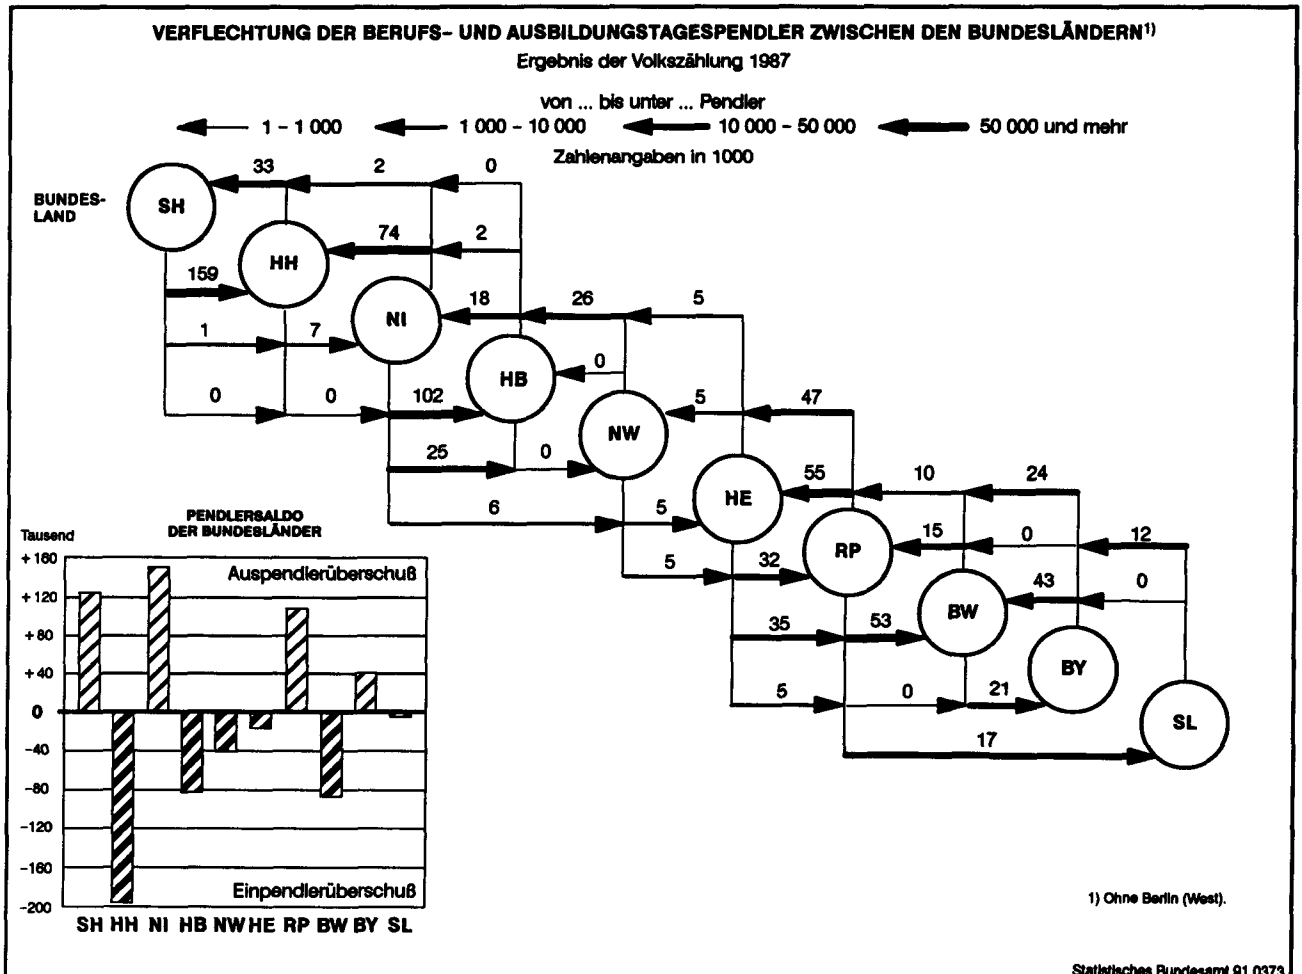 VERFLECHTUNG DER BERUFS- UND AUSBILDUNGSTAGESPENDLER ZWISCHEN DEN BUNDESLÄNDERN1)
Ergebnis der Volkszählung 1987
von ... bis unter ... Pendler
1 - 1 000 1 000 - 10 000 10 000 - 50 000 50 000 und mehr
Zahlenangaben in 1000
33 2 0
BUNDES-
LAND
SH
74 2
HH
159
18 26 5
NI
1 7
0
HB
0 0 102
5 47
NW
25 0
55 10 24
HE
6 5
15 0 12
RP
5 32
43 0
BW
35 53
BY
5 0 21
SL
17
PENDLERSALDO
DER BUNDESLÄNDER
Tausend
+ 160
Auspendlerüberschuß
+ 120
+ 80
+ 40
0
-40
-80
-120
-160
Einpendlerüberschuß
-200
SH HH NI HB NW HE RP BW BY SL
1) Ohne Berlin (West).
Statistisches Bundesamt 91 0373